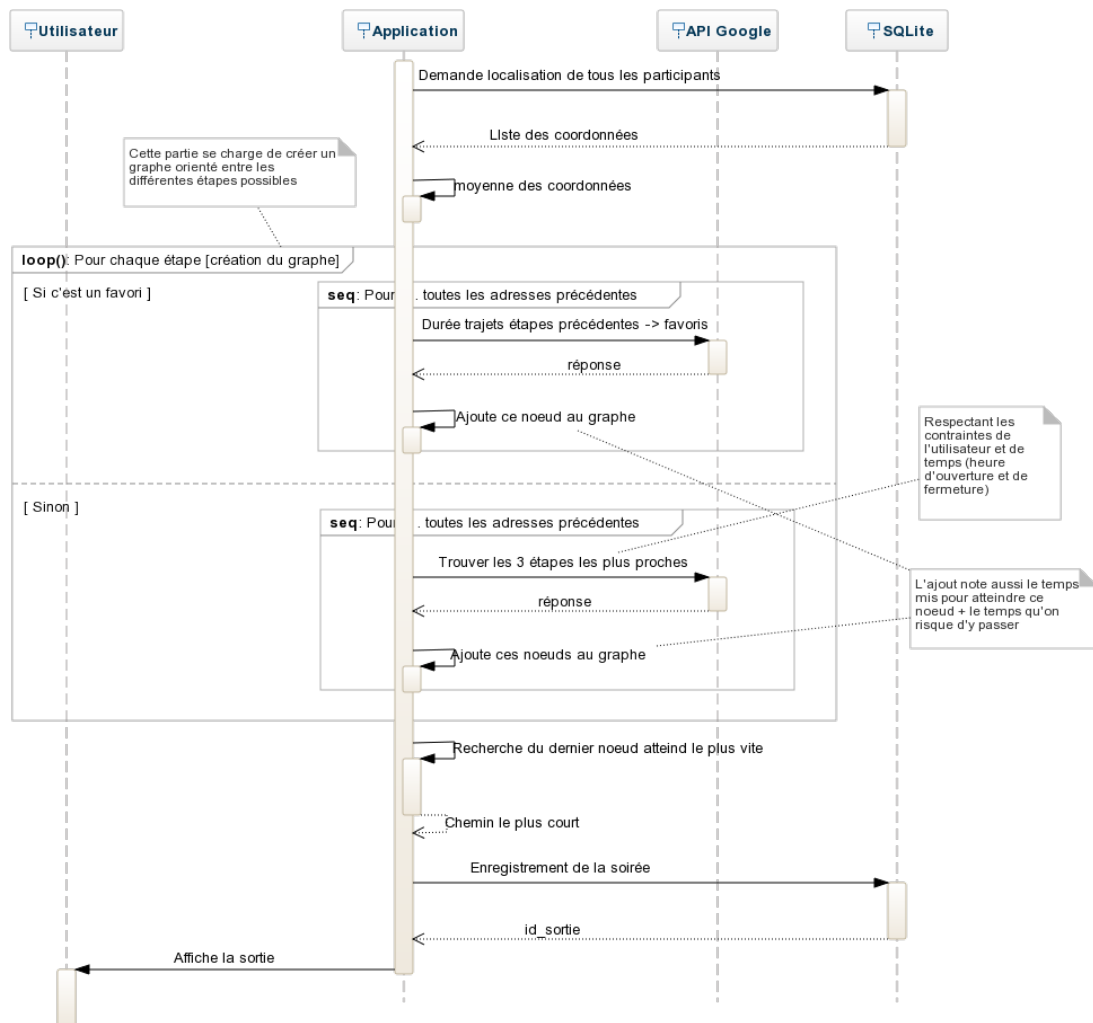 Utilisateur
Application
API Google
SQLite
Demande localisation de tous les participants
LIste des coordonnées
Cette partie se charge de créer un
graphe orienté entre les
différentes étapes possibles
moyenne des coordonnées
loop(): Pour chaque étape [création du graphe]
[ Si c'est un favori ]
seq: Pour . toutes les adresses précédentes
Durée trajets étapes précédentes -> favoris
réponse
Ajoute ce noeud au graphe
Respectant les
contraintes de
l'utilisateur et de
temps (heure
d'ouverture et de
fermeture)
[ Sinon ]
seq: Pou . toutes les adresses précédentes
Trouver les 3 étapes les plus proches
réponse
L'ajout note aussi le temps
mis pour atteindre ce
noeud + le temps qu'on
risque d'y passer
Ajoute ces noeuds au graphe
Recherche du dernier noeud atteind le plus vite
Chemin le plus court
Enregistrement de la soirée
id_sortie
Affiche la sortie